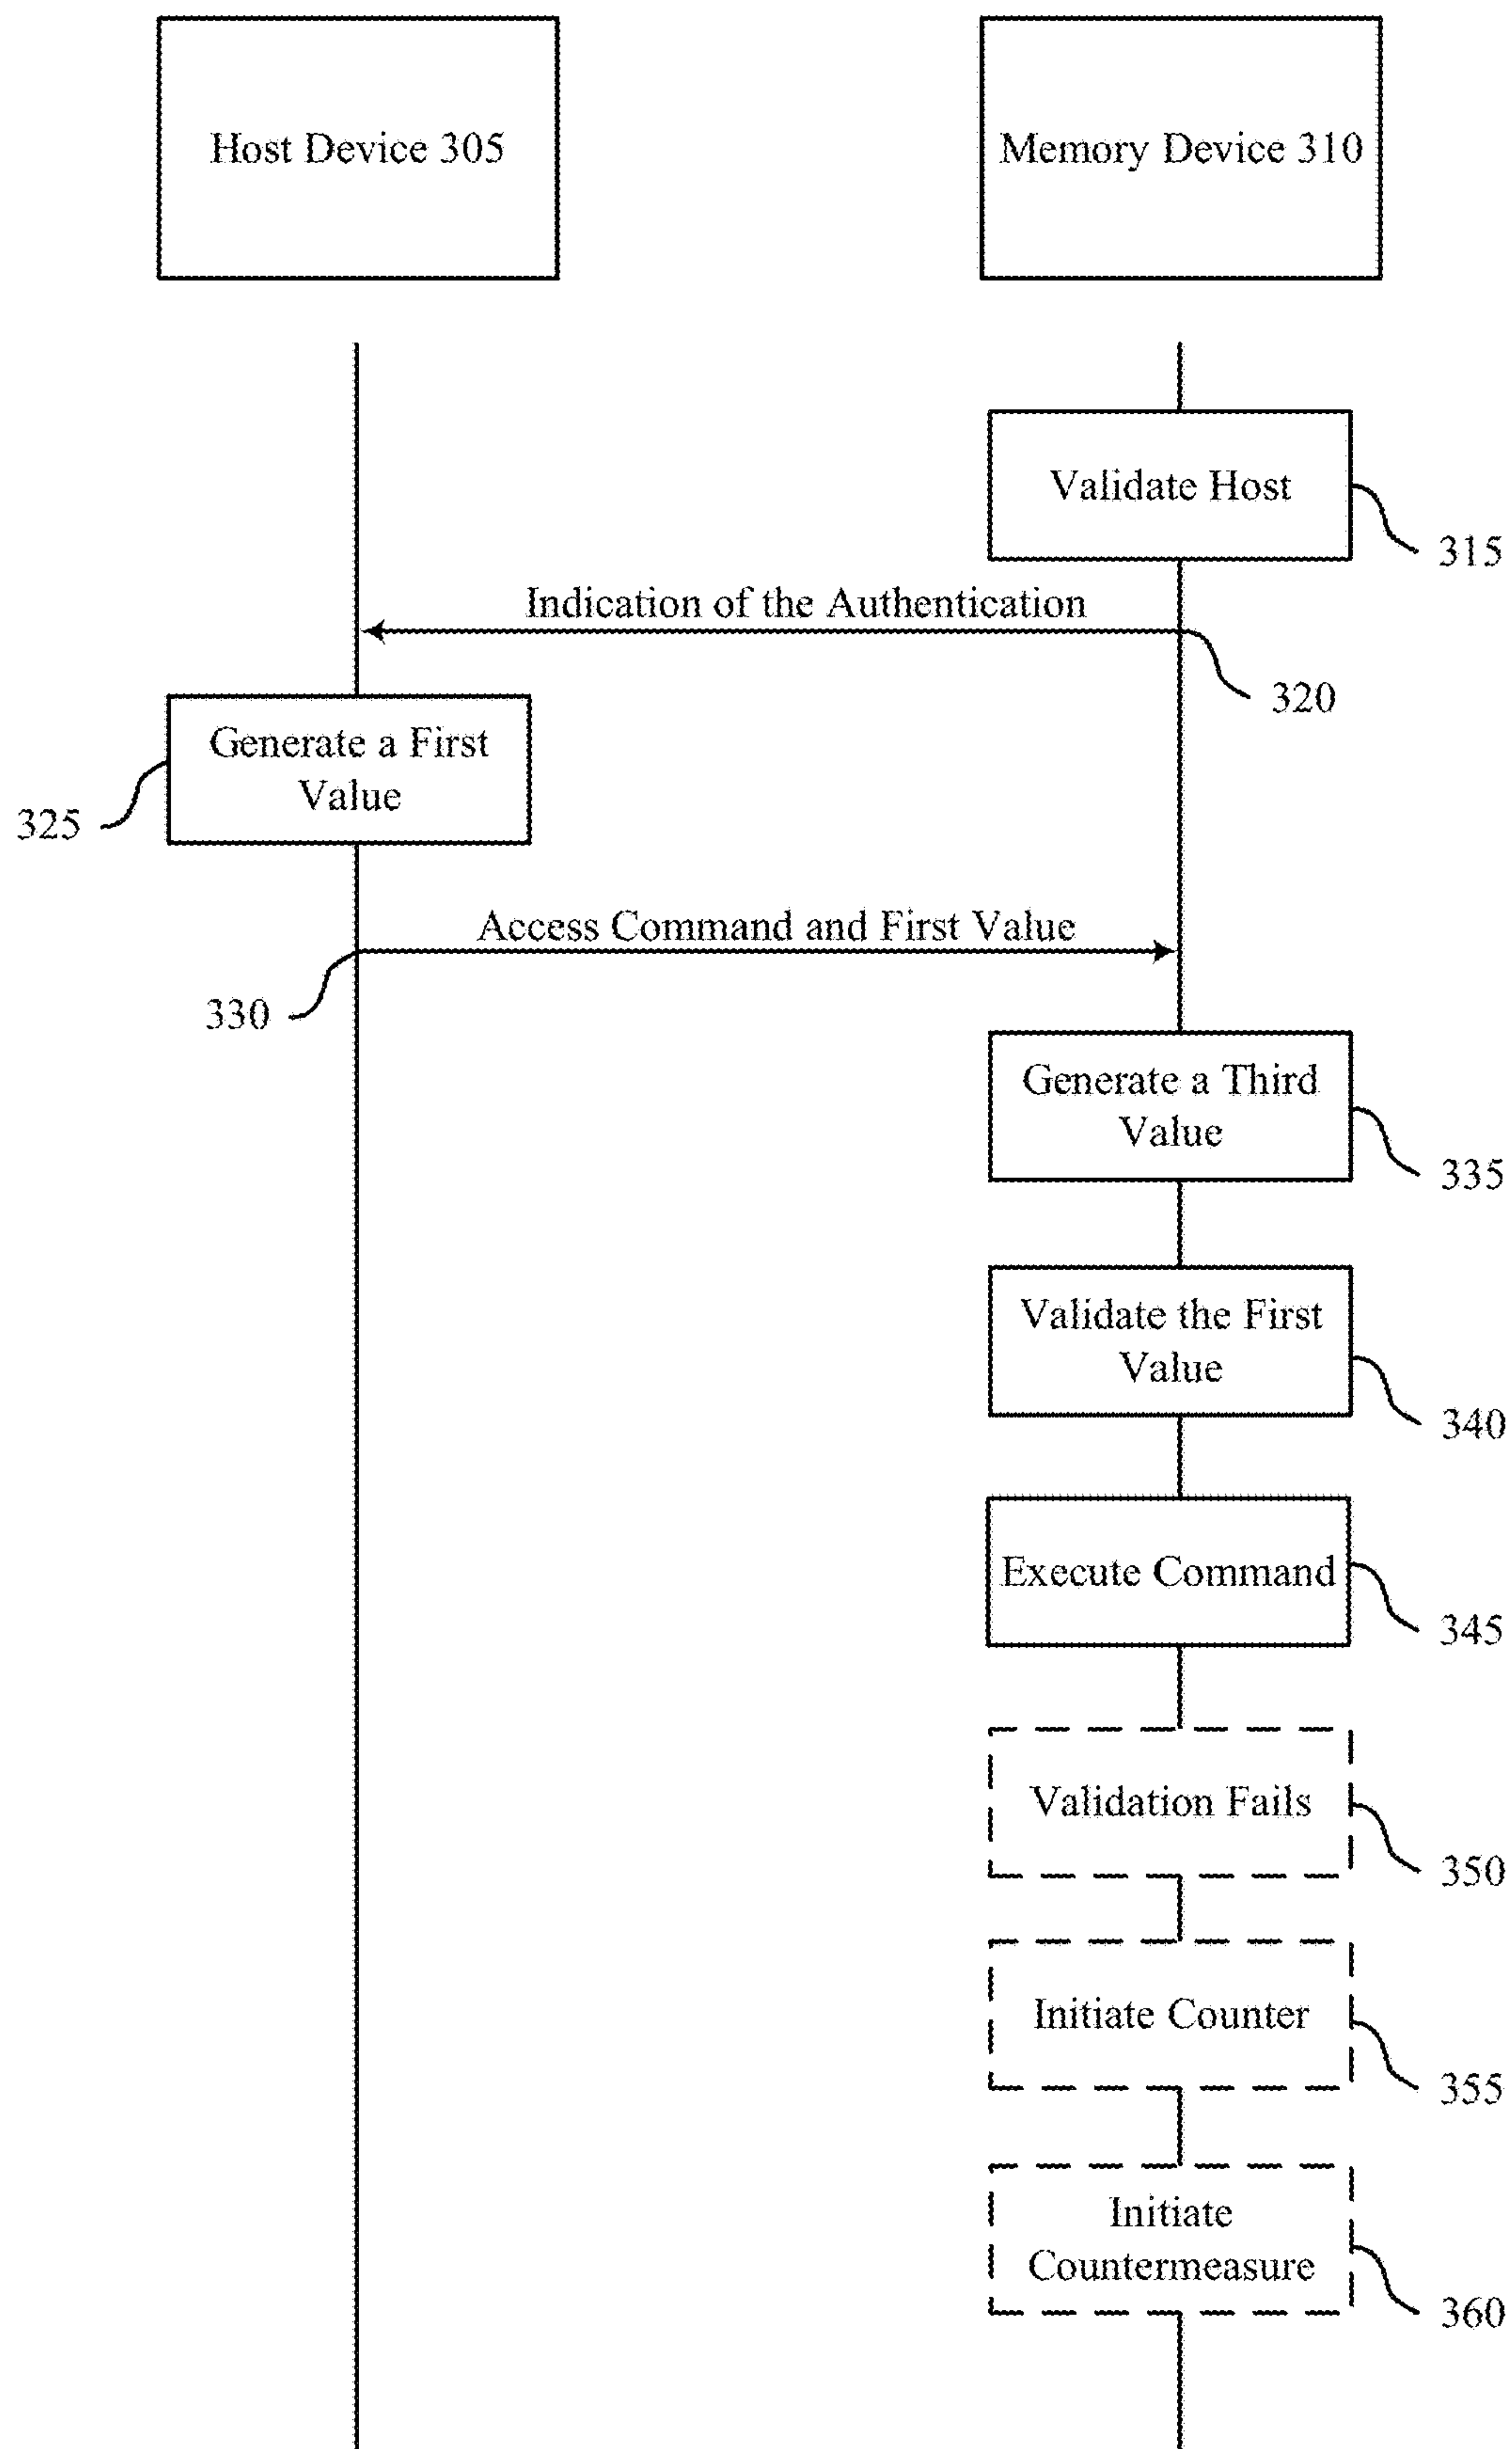 Host Device 305
Memory Device 310
Validate Host
315
Indication of the Authentication
320
Generate a First
Value
325
Access Command and First Value
330
Generate a Third
Value
335
Validate the First
Value
340
Execute Command
345
Validation Fails
350
Initiate Counter
355
Initiate
Countermeasure
360